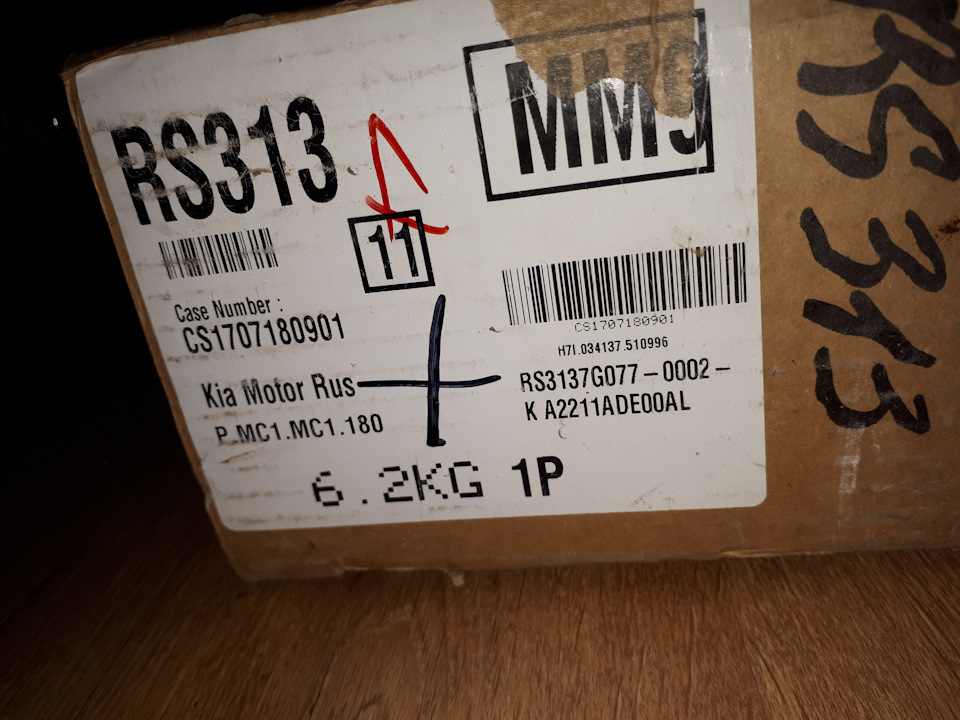 RS313
MM9
11
Case Number :
CS1707180901
CS1707180901
H7I.034137.510996
Kia Motor Rus
RS3137G077-0002-
K A2211ADE00AL
P.MC1.MC1.180
6.2KG 1P
RS313